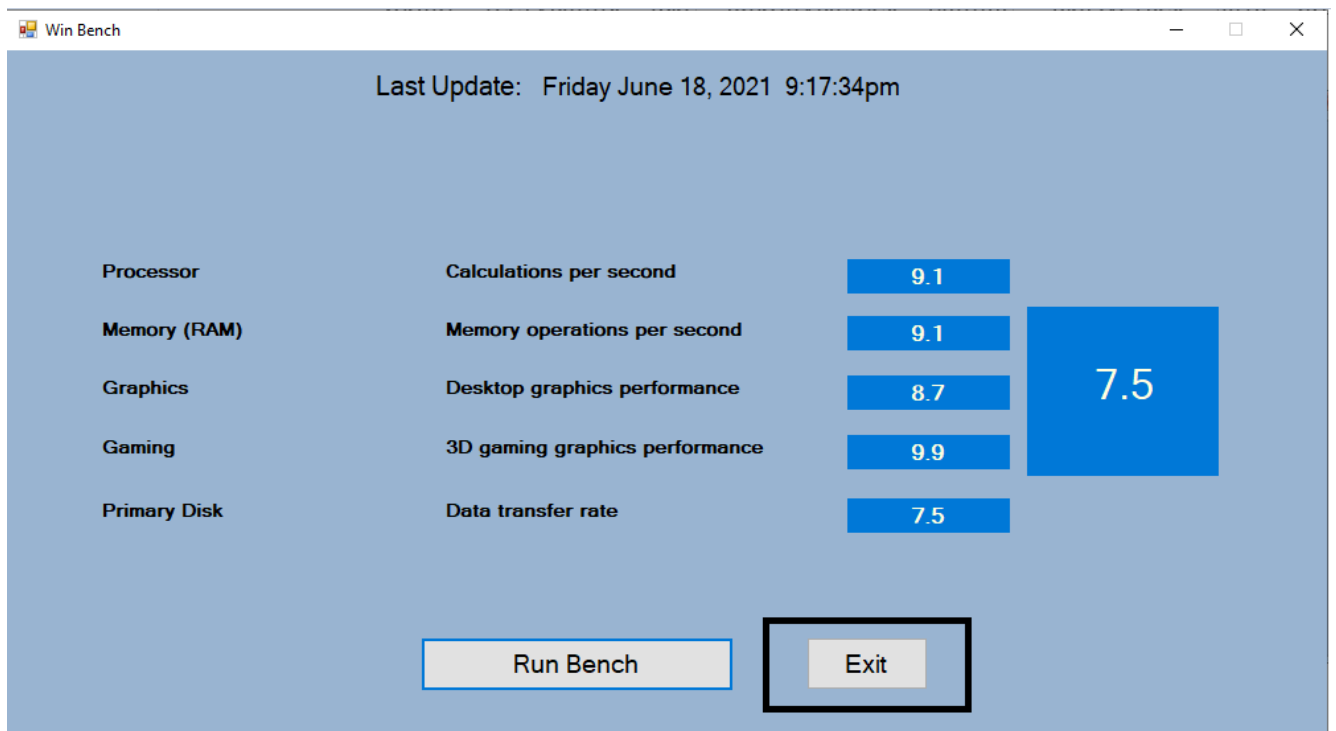 Win Bench
Last Update: Friday June 18, 2021 9:17:34pm
Processor Calculations per second 9.1
Memory (RAM) Memory operations per second 9.1
Graphics Desktop graphics performance 8.7
7.5
Gaming 3D gaming graphics performance 9.9
Primary Disk Data transfer rate 7.5
Run Bench Exit